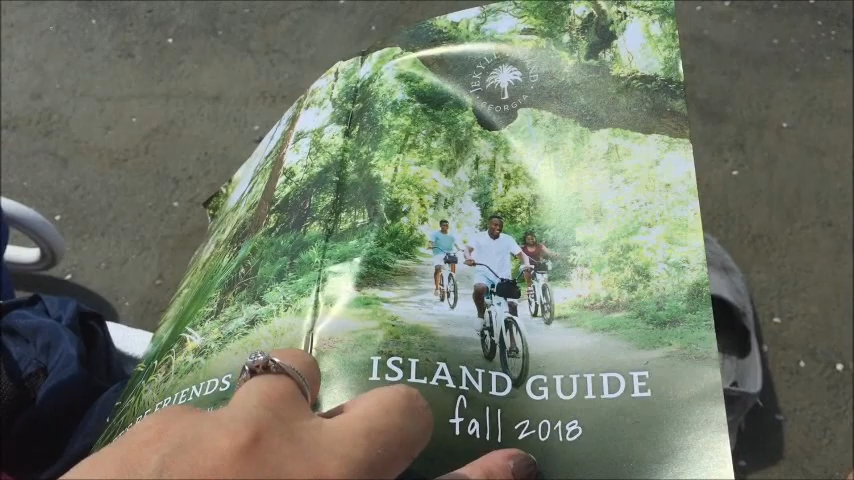 JEKYLL ISLAND
GEORGIA
ISLAND GUIDE
fall 2018
FRIENDS